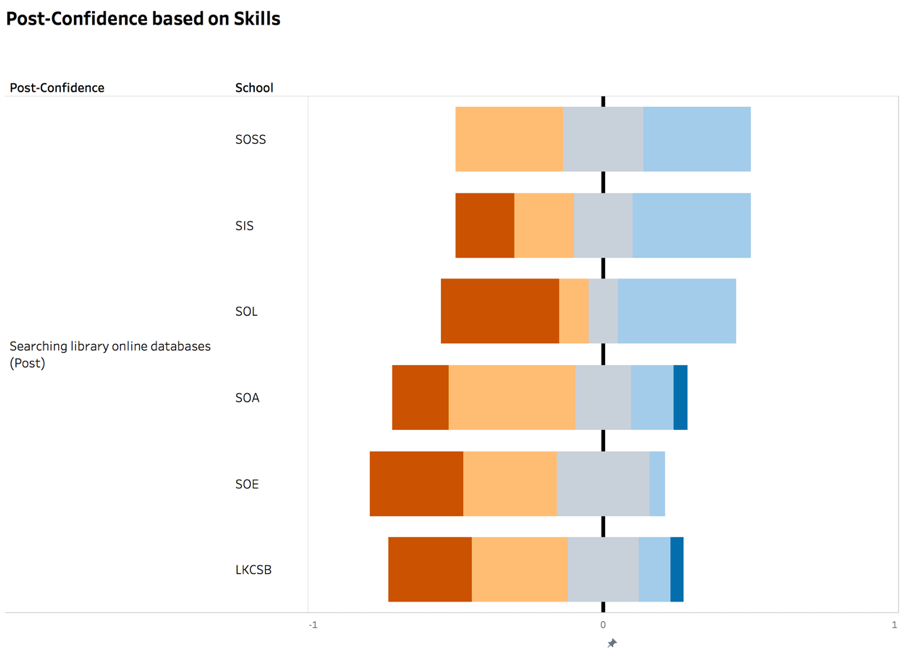 Post-Confidence based on Skills
Post-Confidence
School
SOSS
SIS
SOL
Searching library online databases
(Post)
SOA
SOE
LKCSB
-1
0
1